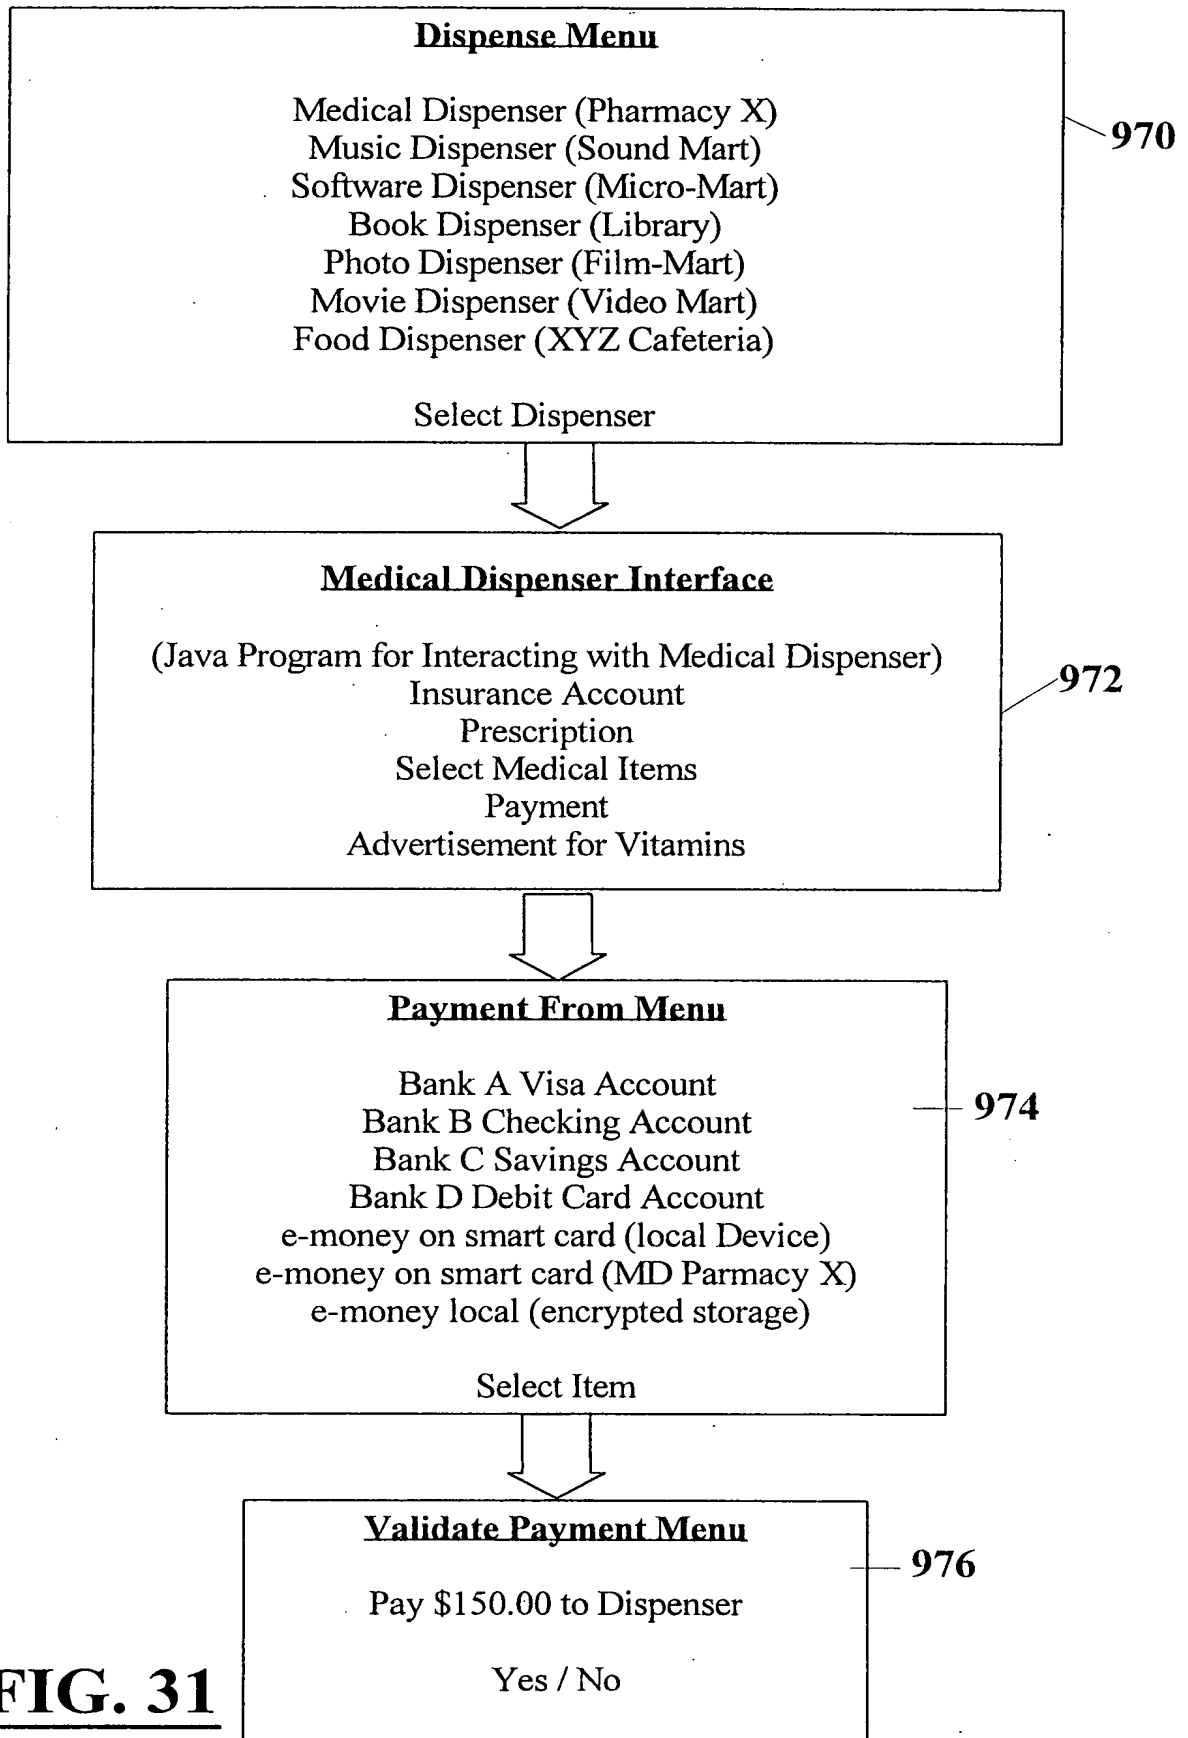 Dispense Menu
Medical Dispenser (Pharmacy X)
Music Dispenser (Sound Mart)
Software Dispenser (Micro-Mart)
Book Dispenser (Library)
Photo Dispenser (Film-Mart)
Movie Dispenser (Video Mart)
Food Dispenser (XYZ Cafeteria)
Select Dispenser
970
Medical Dispenser Interface
(Java Program for Interacting with Medical Dispenser)
Insurance Account
Prescription
Select Medical Items
Payment
Advertisement for Vitamins
972
Payment From Menu
Bank A Visa Account
Bank B Checking Account
Bank C Savings Account
Bank D Debit Card Account
e-money on smart card (local Device)
e-money on smart card (MD Parmacy X)
e-money local (encrypted storage)
Select Item
974
Validate Payment Menu
Pay $150.00 to Dispenser
Yes / No
976
FIG. 31